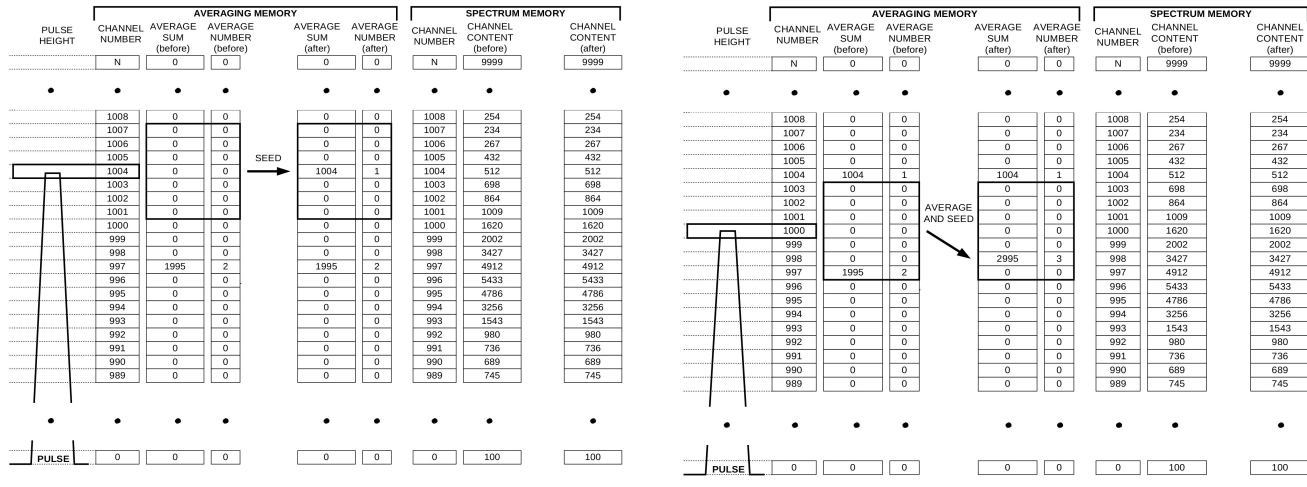 AVERAGING MEMORY SPECTRUM MEMORY
PULSE HEIGHT CHANNEL NUMBER AVERAGE SUM (before) AVERAGE NUMBER (before) AVERAGE SUM (after) AVERAGE NUMBER (after) CHANNEL NUMBER CHANNEL CONTENT (before) CHANNEL CONTENT (after)
N 0 0 0 0 N 9999 9999
1008 0 0 0 0 1008 254 254
1007 0 0 0 0 1007 234 234
1006 0 0 0 0 1006 267 267
1005 0 0 SEED 0 0 1005 432 432
1004 0 0 1004 1 1004 512 512
1003 0 0 0 0 1003 698 698
1002 0 0 0 0 1002 864 864
1001 0 0 0 0 1001 1009 1009
1000 0 0 0 0 1000 1620 1620
999 0 0 0 0 999 2002 2002
998 0 0 0 0 998 3427 3427
997 1995 2 1995 2 997 4912 4912
996 0 0 0 0 996 5433 5433
995 0 0 0 0 995 4786 4786
994 0 0 0 0 994 3256 3256
993 0 0 0 0 993 1543 1543
992 0 0 0 0 992 980 980
991 0 0 0 0 991 736 736
990 0 0 0 0 990 689 689
989 0 0 0 0 989 745 745
PULSE 0 0 0 0 0 0 100 100
AVERAGING MEMORY SPECTRUM MEMORY
PULSE HEIGHT CHANNEL NUMBER AVERAGE SUM (before) AVERAGE NUMBER (before) AVERAGE SUM (after) AVERAGE NUMBER (after) CHANNEL NUMBER CHANNEL CONTENT (before) CHANNEL CONTENT (after)
N 0 0 0 0 N 9999 9999
1008 0 0 0 0 1008 254 254
1007 0 0 0 0 1007 234 234
1006 0 0 0 0 1006 267 267
1005 0 0 0 0 1005 432 432
1004 1004 1 1004 1 1004 512 512
1003 0 0 0 0 1003 698 698
1002 0 0 0 0 1002 864 864
1001 0 0 AVERAGE AND SEED 0 0 1001 1009 1009
1000 0 0 0 0 1000 1620 1620
999 0 0 0 0 999 2002 2002
998 0 0 2995 3 998 3427 3427
997 1995 2 0 0 997 4912 4912
996 0 0 0 0 996 5433 5433
995 0 0 0 0 995 4786 4786
994 0 0 0 0 994 3256 3256
993 0 0 0 0 993 1543 1543
992 0 0 0 0 992 980 980
991 0 0 0 0 991 736 736
990 0 0 0 0 990 689 689
989 0 0 0 0 989 745 745
PULSE 0 0 0 0 0 0 100 100